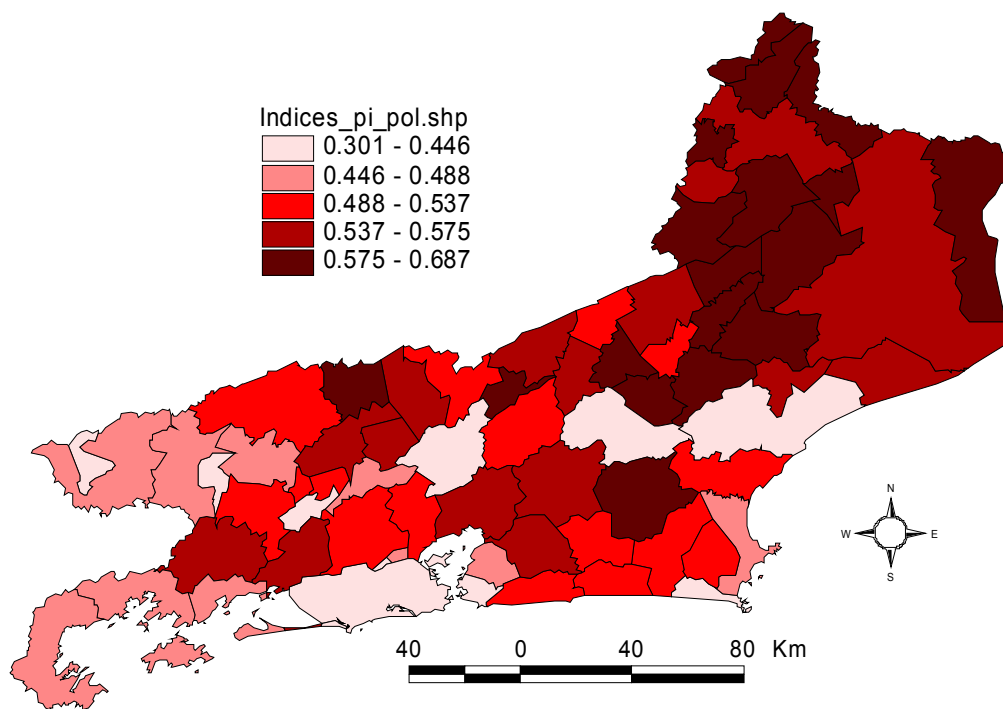 Indices_pi_pol.shp
0.301 - 0.446
0.446 - 0.488
0.488 - 0.537
0.537 - 0.575
0.575 - 0.687
N
W E
S
40 0 40 80 Km